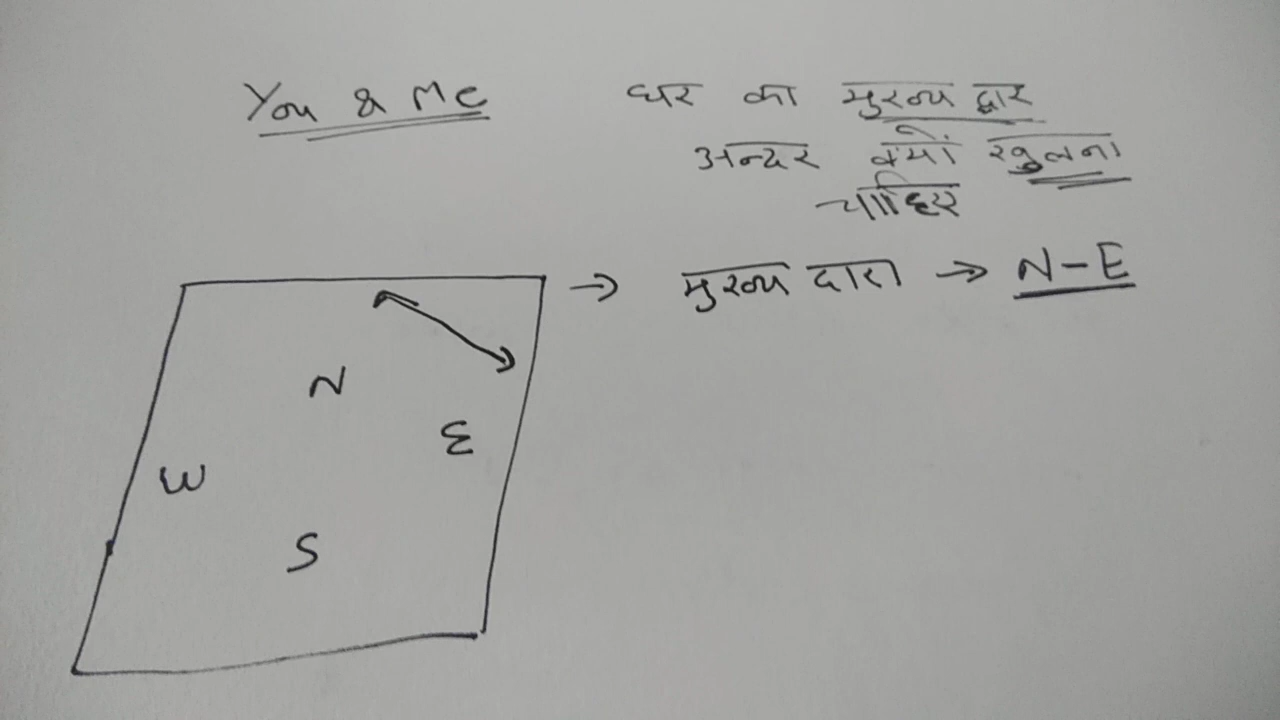 You & Me
घर का मुख्य द्वार
अन्दर क्यों खुलना
चाहिए
→ मुख्य दारा → N-E
N
E
W
S